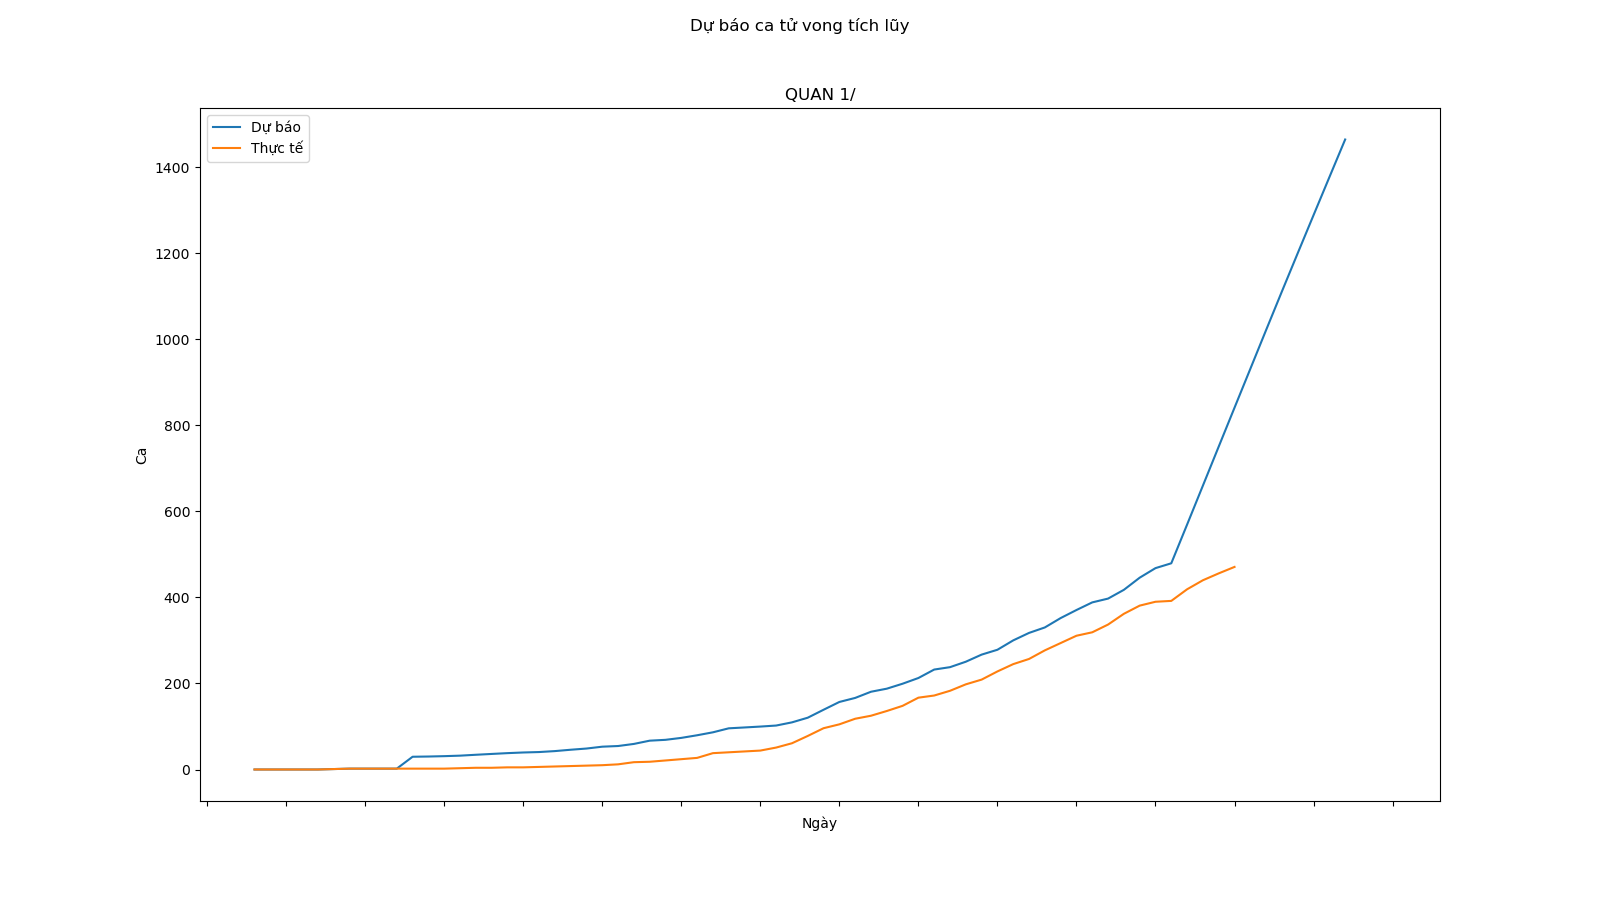 Dự báo ca tử vong tích lũy
QUAN 1/
Dự báo
Thực tế
1400
1200
1000
800
600
400
200
0
Ca
Ngày